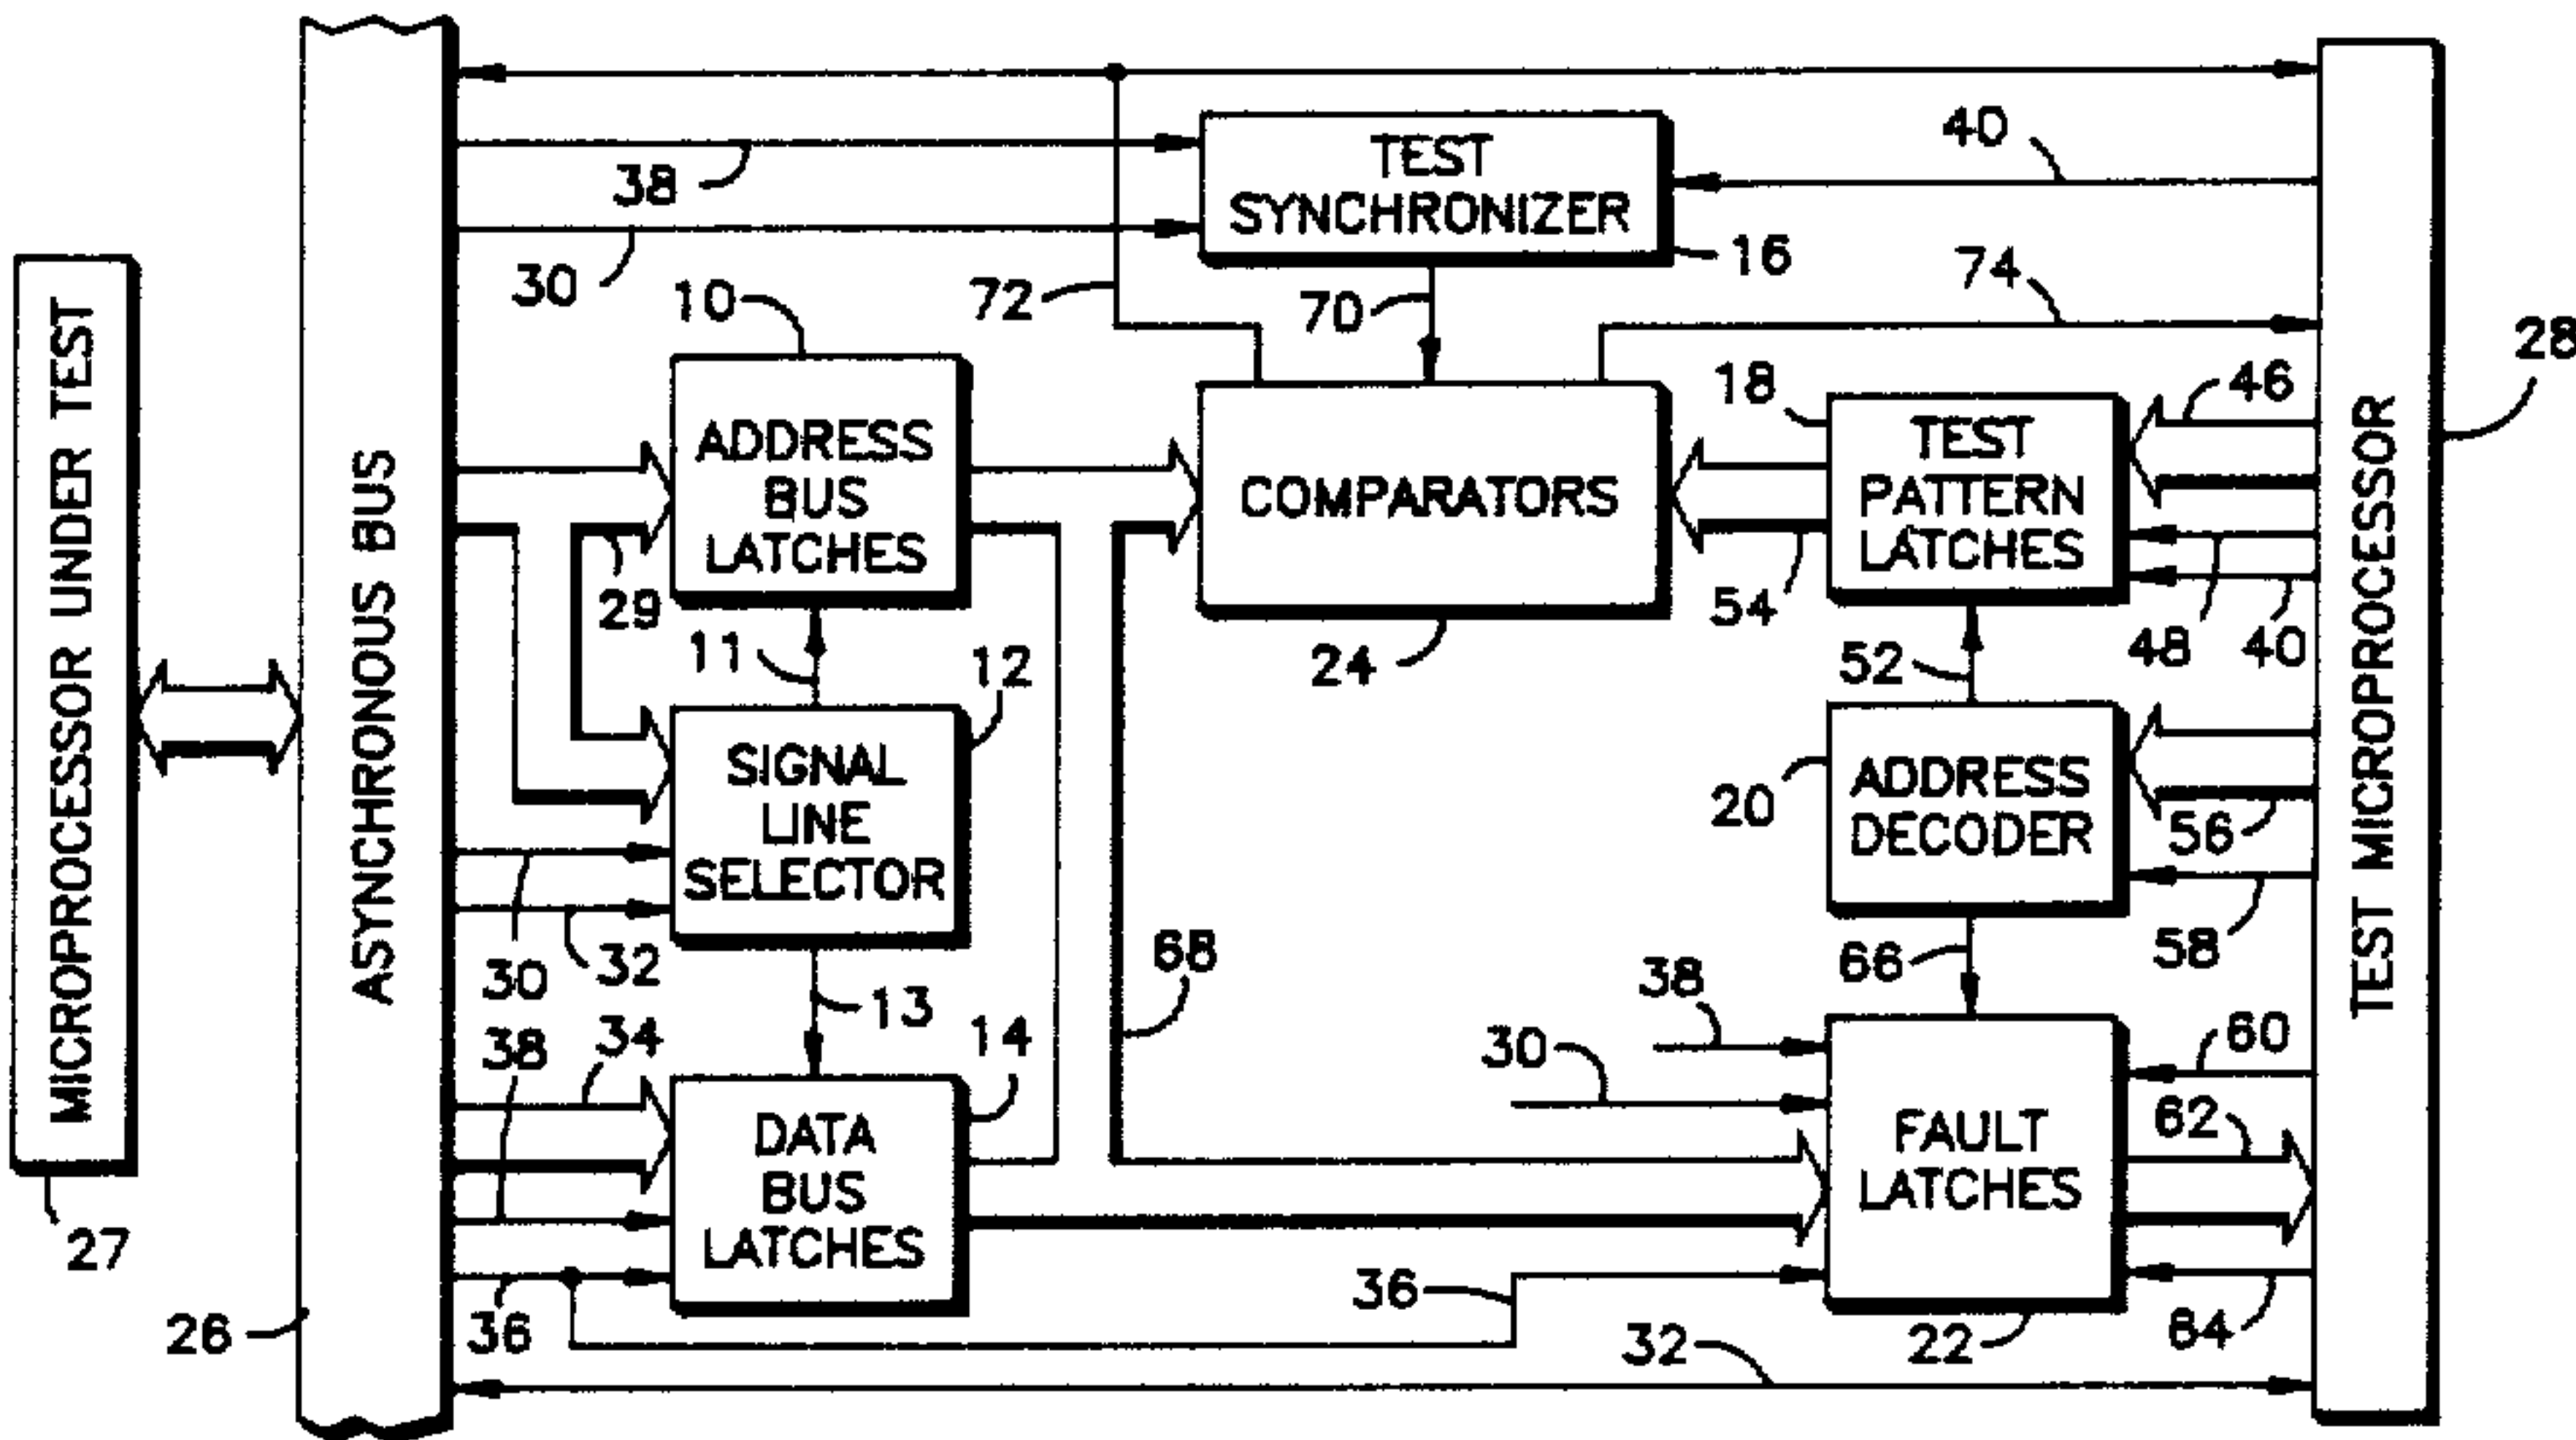 MICROPROCESSOR UNDER TEST
27
ASYNCHRONOUS BUS
26
38
30
TEST
SYNCHRONIZER
16
40
72
70
74
28
10
ADDRESS
BUS
LATCHES
29
11
COMPARATORS
24
18
TEST
PATTERN
LATCHES
46
54
48
40
52
12
SIGNAL
LINE
SELECTOR
30
32
13
20
ADDRESS
DECODER
56
58
66
68
34
38
14
DATA
BUS
LATCHES
36
38
30
FAULT
LATCHES
60
62
64
22
36
32
TEST MICROPROCESSOR